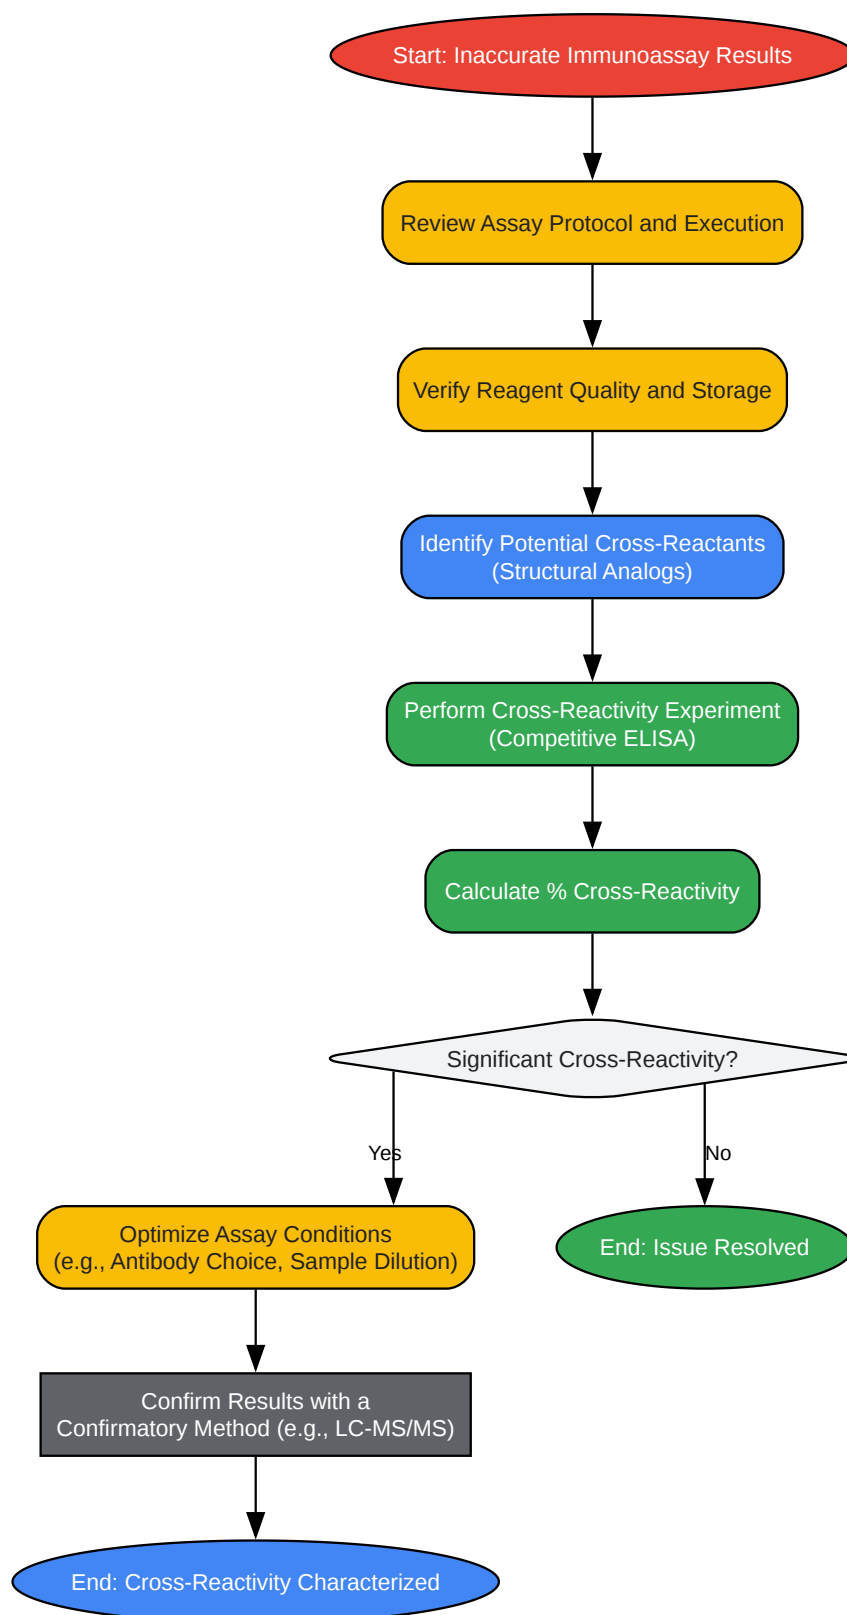 Start: Inaccurate Immunoassay Results
Review Assay Protocol and Execution
Verify Reagent Quality and Storage
Identify Potential Cross-Reactants
(Structural Analogs)
Perform Cross-Reactivity Experiment
(Competitive ELISA)
Calculate % Cross-Reactivity
Significant Cross-Reactivity?
Yes
No
Optimize Assay Conditions
(e.g., Antibody Choice, Sample Dilution)
End: Issue Resolved
Confirm Results with a
Confirmatory Method (e.g., LC-MS/MS)
End: Cross-Reactivity Characterized